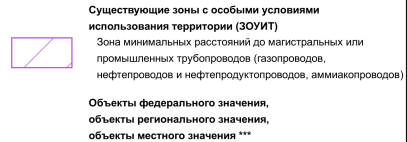 Существующие зоны с особыми условиями
использования территории (ЗОУИТ)
Зона минимальных расстояний до магистральных или
промышленных трубопроводов (газопроводов,
нефтепроводов и нефтепродуктопроводов, аммиакопроводов)
Объекты федерального значения,
объекты регионального значения,
объекты местного значения ***